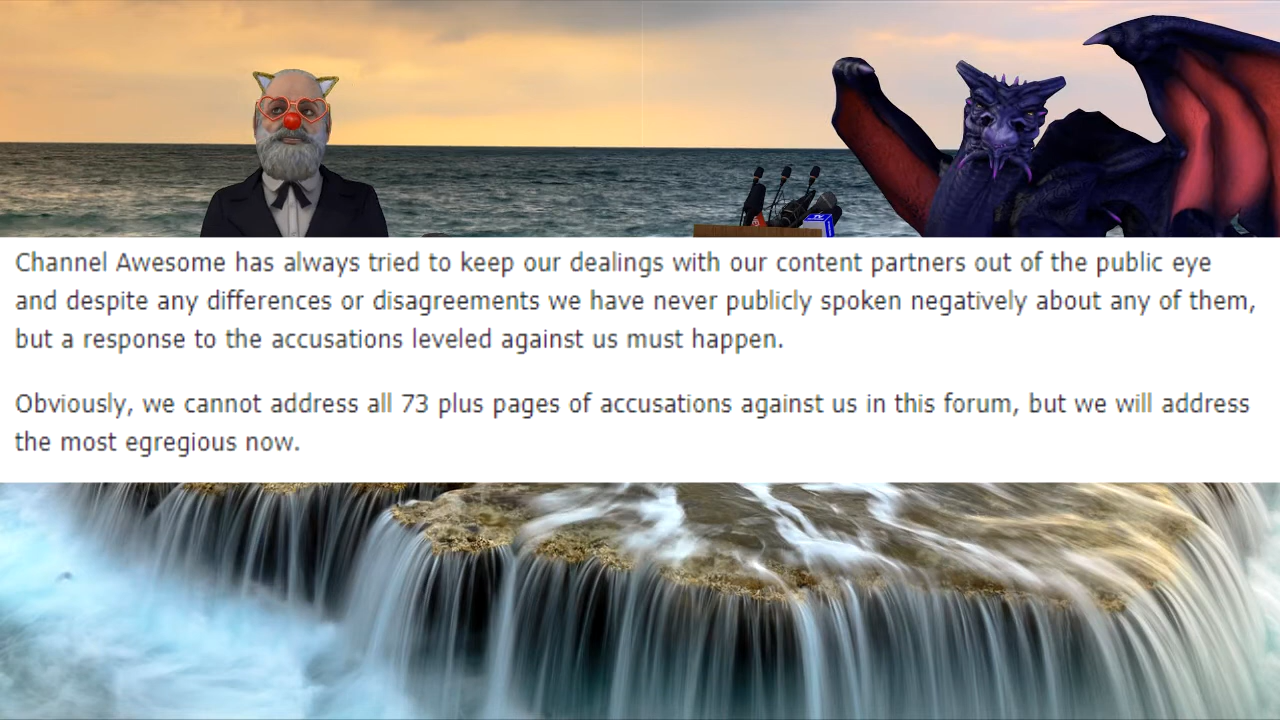 Channel Awesome has always tried to keep our dealings with our content partners out of the public eye
and despite any differences or disagreements we have never publicly spoken negatively about any of them,
but a response to the accusations leveled against us must happen.
Obviously, we cannot address all 73 plus pages of accusations against us in this forum, but we will address
the most egregious now.